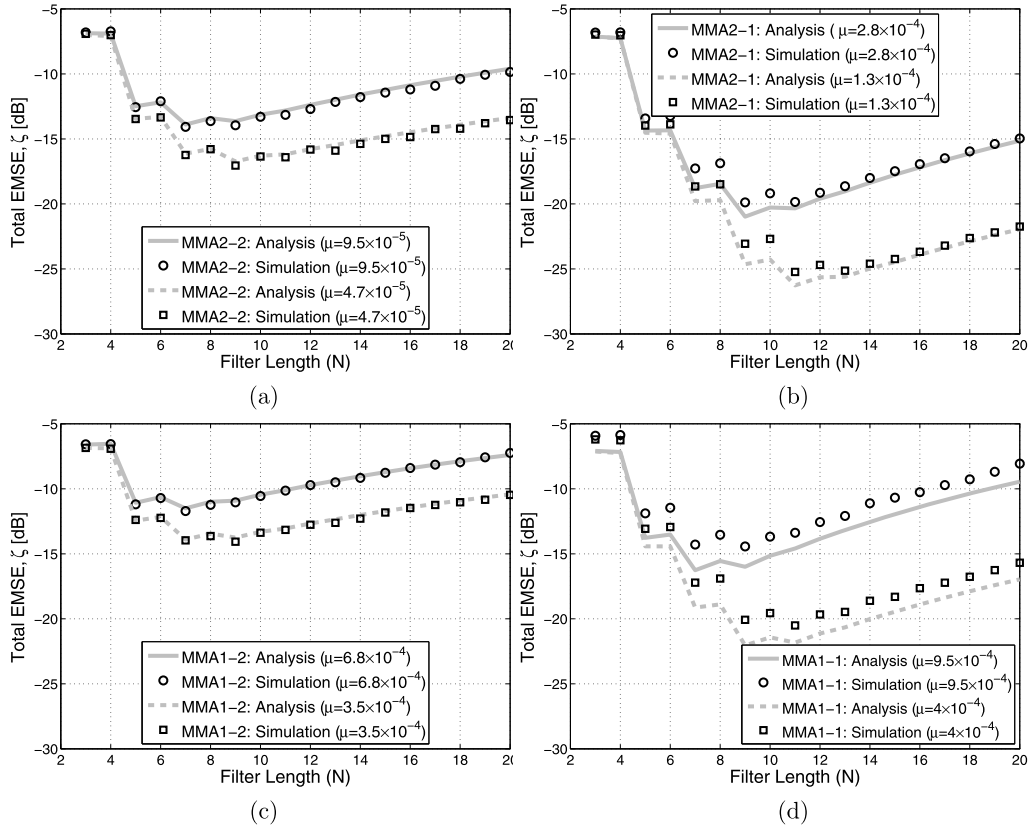 −5
−10
−15
−20
−25
−30
Total EMSE, ζ [dB]
2 4 6 8 10 12 14 16 18 20
Filter Length (N)
MMA2−2: Analysis (μ=9.5×10⁻⁵)
MMA2−2: Simulation (μ=9.5×10⁻⁵)
MMA2−2: Analysis (μ=4.7×10⁻⁵)
MMA2−2: Simulation (μ=4.7×10⁻⁵)
(a)
−5
−10
−15
−20
−25
−30
Total EMSE, ζ [dB]
2 4 6 8 10 12 14 16 18 20
Filter Length (N)
MMA2−1: Analysis ( μ=2.8×10⁻⁴)
MMA2−1: Simulation (μ=2.8×10⁻⁴)
MMA2−1: Analysis (μ=1.3×10⁻⁴)
MMA2−1: Simulation (μ=1.3×10⁻⁴)
(b)
−5
−10
−15
−20
−25
−30
Total EMSE, ζ [dB]
2 4 6 8 10 12 14 16 18 20
Filter Length (N)
MMA1−2: Analysis (μ=6.8×10⁻⁴)
MMA1−2: Simulation (μ=6.8×10⁻⁴)
MMA1−2: Analysis (μ=3.5×10⁻⁴)
MMA1−2: Simulation (μ=3.5×10⁻⁴)
(c)
−5
−10
−15
−20
−25
−30
Total EMSE, ζ [dB]
2 4 6 8 10 12 14 16 18 20
Filter Length (N)
MMA1−1: Analysis (μ=9.5×10⁻⁴)
MMA1−1: Simulation (μ=9.5×10⁻⁴)
MMA1−1: Analysis (μ=4×10⁻⁴)
MMA1−1: Simulation (μ=4×10⁻⁴)
(d)